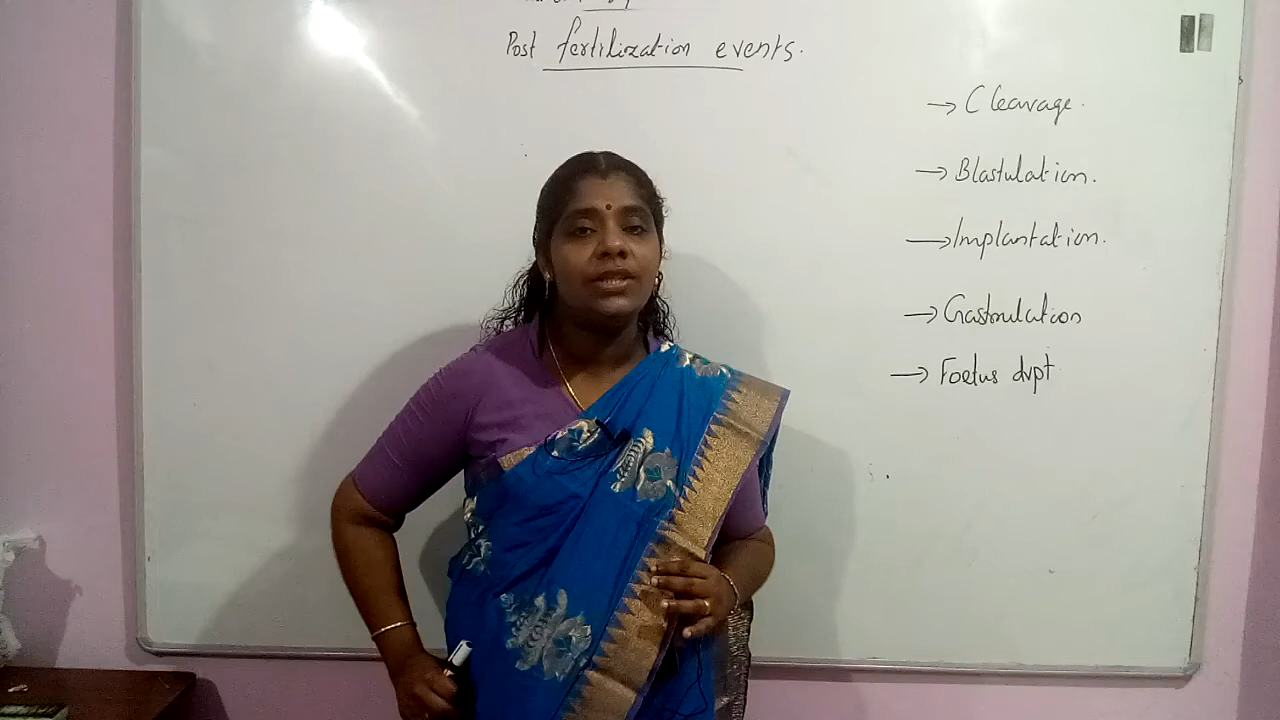 Post fertilization events.
→ Cleavage.
→ Blastulation.
→ Implantation.
→ Gastrulation
→ Foetus dvpt